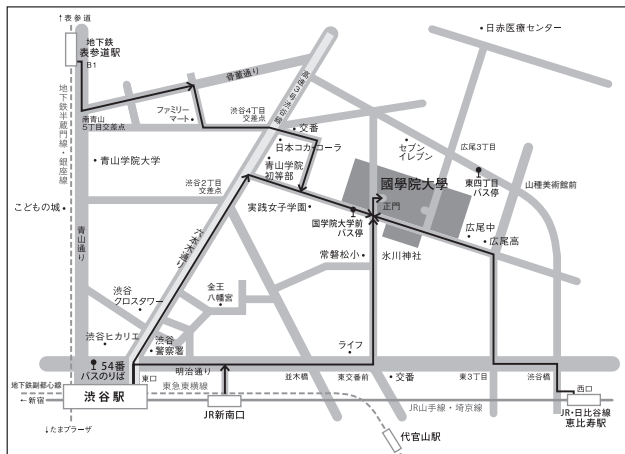 ↑表参道
地下鉄
表参道駅
B1
骨董通り
高速3号渋谷線
日赤医療センター
地下鉄半蔵門線・銀座線
南青山
5丁目交差点
ファミリー
マート
渋谷4丁目
交差点
交番
日本コカ・コーラ
青山学院
初等部
セブン
イレブン
広尾3丁目
東四丁目
バス停
山種美術館前
青山学院大学
渋谷2丁目
交差点
國學院大學
正門
実践女子学園
国学院大学前
バス停
広尾中
広尾高
こどもの城
青山通り
六本木通り
常磐松小
氷川神社
金王
八幡宮
渋谷
クロスタワー
渋谷ヒカリエ
渋谷
警察署
ライフ
54番
バスのりば
明治通り
東口
東急東横線
並木橋
東交番前
交番
東3丁目
渋谷橋
西口
地下鉄副都心線
←新宿
渋谷駅
JR新南口
JR山手線・埼京線
JR・日比谷線
恵比寿駅
↓たまプラーザ
代官山駅